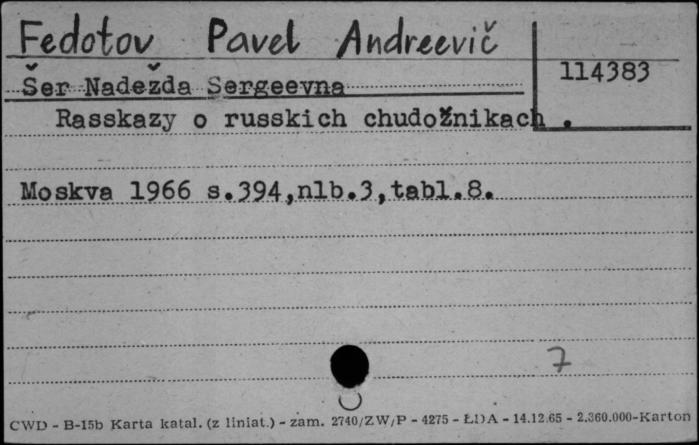 Fedotov Pavel Andreevič
114383
Šer Nadežda Sergeevna
Rasskazy o russkich chudožnikach .
Moskva 1966 s.394,nlb.3,tabl.8.
7
CWD - B-15b Karta katal. (z liniat.) - zam. 2740/ZW/P - 4275 - ŁDA - 14.12.65 - 2.360.000-Karton